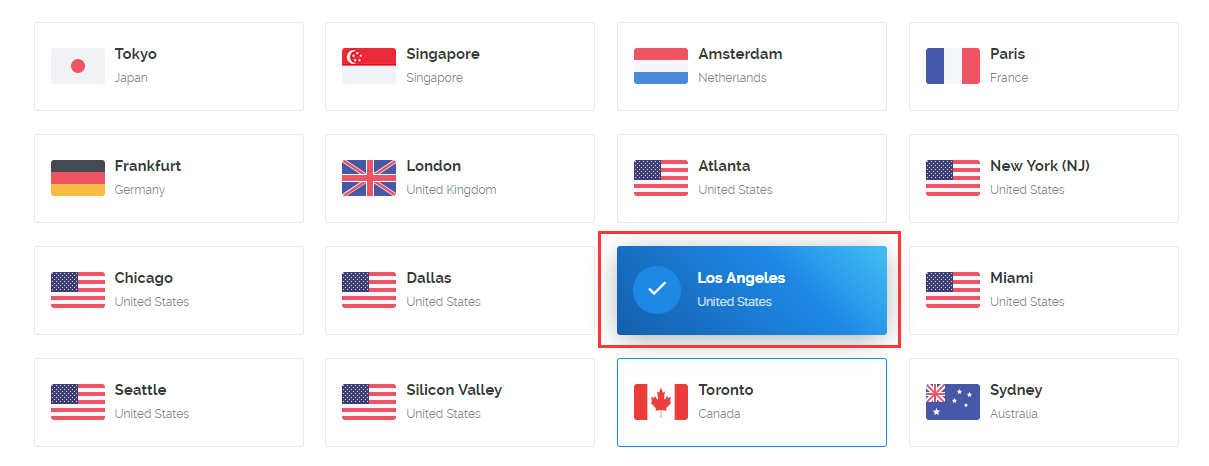 Tokyo
Japan
Singapore
Singapore
Amsterdam
Netherlands
Paris
France
Frankfurt
Germany
London
United Kingdom
Atlanta
United States
New York (NJ)
United States
Chicago
United States
Dallas
United States
Los Angeles
United States
Miami
United States
Seattle
United States
Silicon Valley
United States
Toronto
Canada
Sydney
Australia